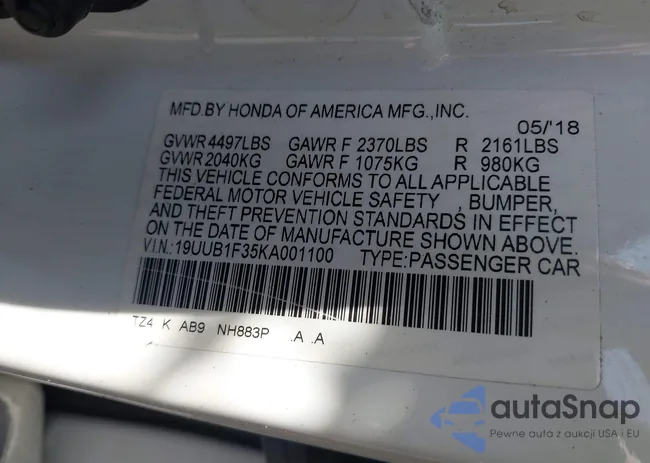 MFD.BY HONDA OF AMERICA MFG.,INC.
05/'18
GVWR 4497LBS GAWR F 2370LBS R 2161LBS
GVWR 2040KG GAWR F 1075KG R 980KG
THIS VEHICLE CONFORMS TO ALL APPLICABLE
FEDERAL MOTOR VEHICLE SAFETY , BUMPER,
AND THEFT PREVENTION STANDARDS IN EFFECT
ON THE DATE OF MANUFACTURE SHOWN ABOVE.
V.I.N.: 19UUB1F35KA001100 TYPE:PASSENGER CAR
TZ4 K AB9 NH883P .A .A
autoSnap
Pewne auta z aukcji USA i EU